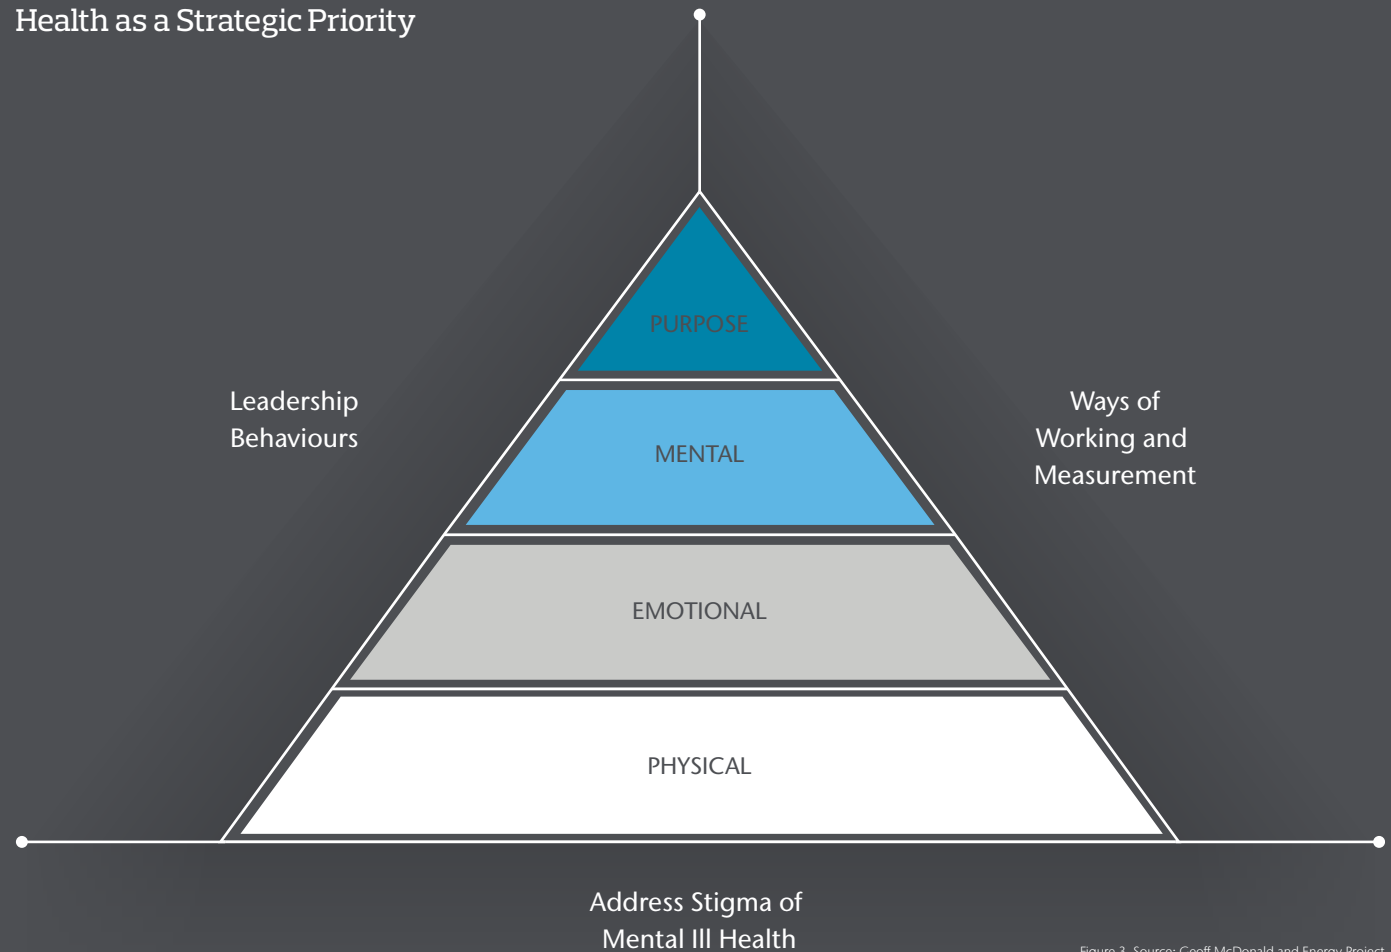 Health as a Strategic Priority
PURPOSE
Leadership
Behaviours
Ways of
Working and
Measurement
MENTAL
EMOTIONAL
PHYSICAL
Address Stigma of
Mental Ill Health
Figure 3. Source: Geoff McDonald and Energy Project